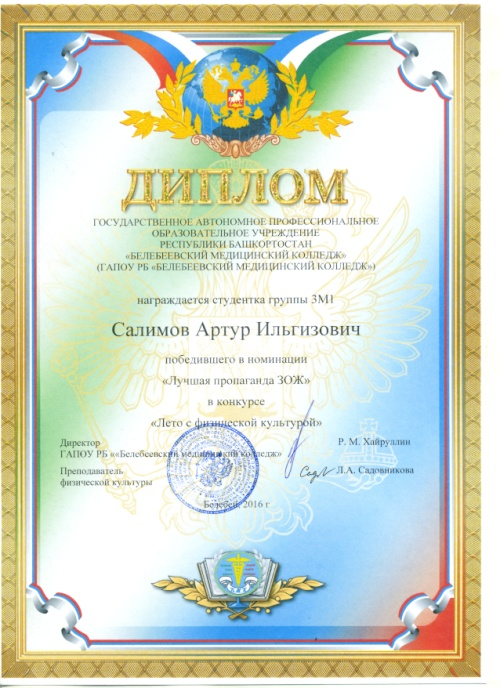 ДИПЛОМ
ГОСУДАРСТВЕННОЕ АВТОНОМНОЕ ПРОФЕССИОНАЛЬНОЕ
ОБРАЗОВАТЕЛЬНОЕ УЧРЕЖДЕНИЕ
РЕСПУБЛИКИ БАШКОРТОСТАН
«БЕЛЕБЕЕВСКИЙ МЕДИЦИНСКИЙ КОЛЛЕДЖ»
(ГАПОУ РБ «БЕЛЕБЕЕВСКИЙ МЕДИЦИНСКИЙ КОЛЛЕДЖ»)
награждается студентка группы 3М1
Салимов Артур Ильгизович
победившего в номинации
«Лучшая пропаганда ЗОЖ»
в конкурсе
«Лето с физической культурой»
Директор
ГАПОУ РБ ««Белебеевский медицинский колледж»
Р. М. Хайруллин
Преподаватель
физической культуры
Л.А. Садовникова
Белебей, 2016 г